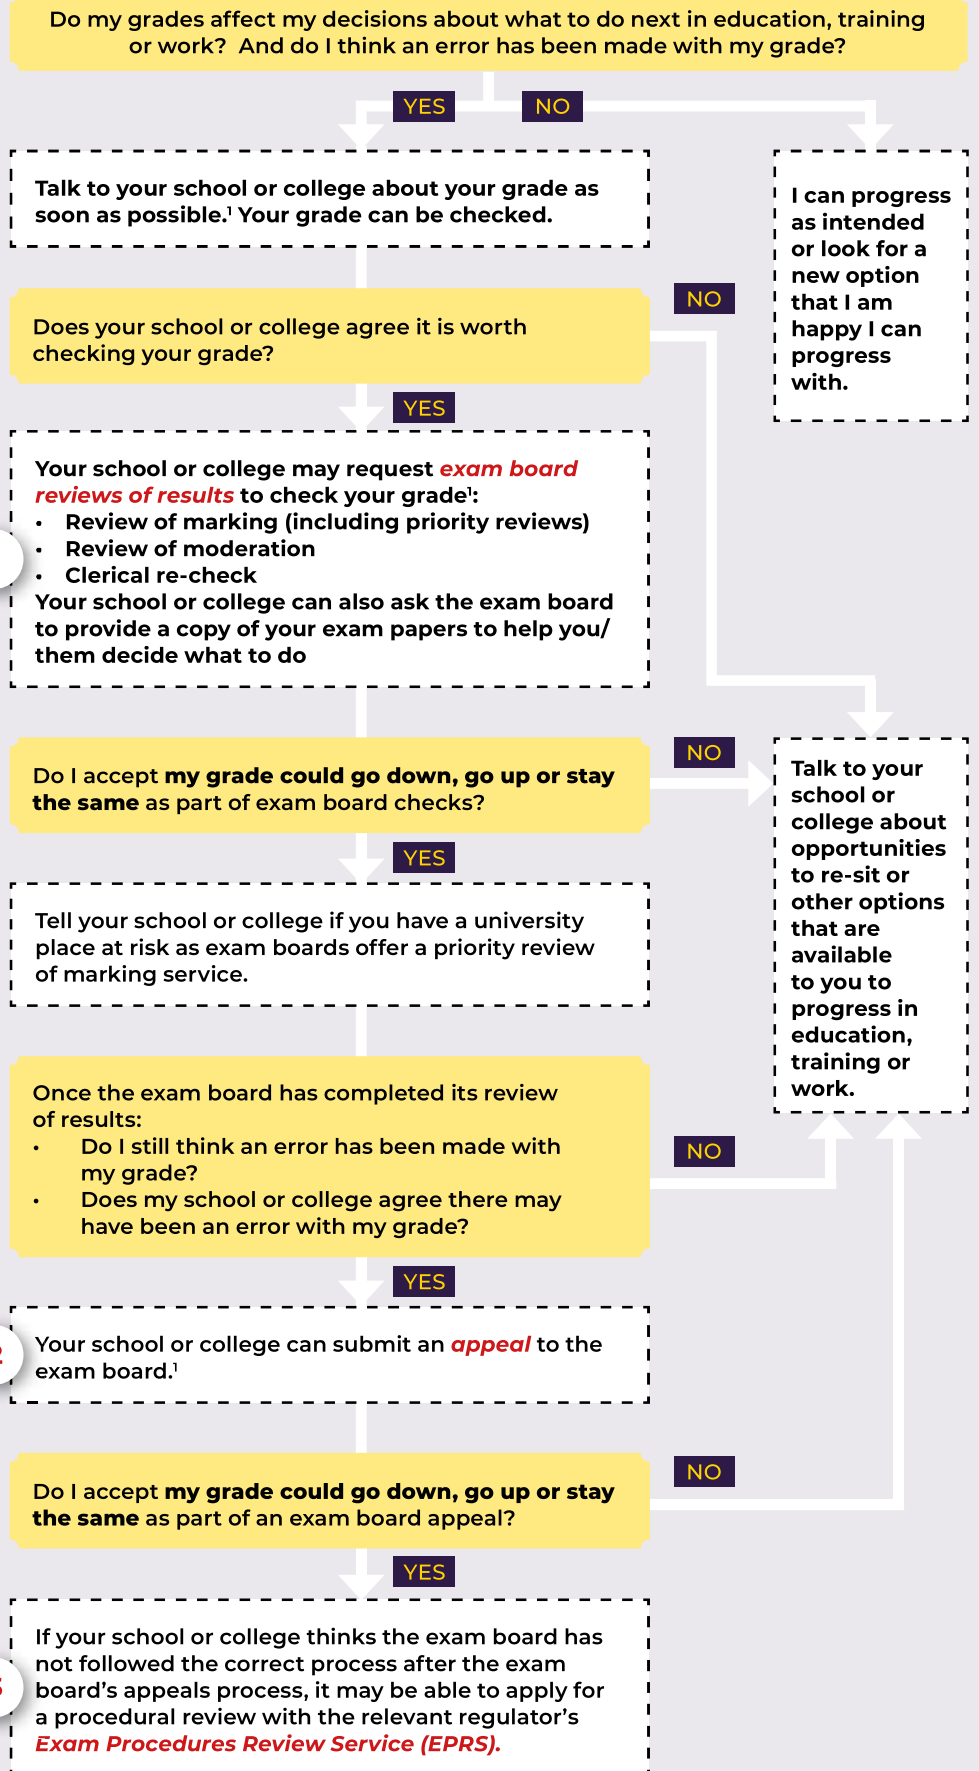 Do my grades affect my decisions about what to do next in education, training
or work? And do I think an error has been made with my grade?
YES
NO
Talk to your school or college about your grade as
soon as possible.¹ Your grade can be checked.
I can progress
as intended
or look for a
new option
that I am
happy I can
progress
with.
Does your school or college agree it is worth
checking your grade?
NO
YES
Your school or college may request exam board
reviews of results to check your grade¹:
• Review of marking (including priority reviews)
• Review of moderation
• Clerical re-check
Your school or college can also ask the exam board
to provide a copy of your exam papers to help you/
them decide what to do
Do I accept my grade could go down, go up or stay
the same as part of exam board checks?
NO
YES
Talk to your
school or
college about
opportunities
to re-sit or
other options
that are
available
to you to
progress in
education,
training or
work.
Tell your school or college if you have a university
place at risk as exam boards offer a priority review
of marking service.
Once the exam board has completed its review
of results:
• Do I still think an error has been made with
my grade?
• Does my school or college agree there may
have been an error with my grade?
NO
YES
Your school or college can submit an appeal to the
exam board.¹
Do I accept my grade could go down, go up or stay
the same as part of an exam board appeal?
NO
YES
If your school or college thinks the exam board has
not followed the correct process after the exam
board's appeals process, it may be able to apply for
a procedural review with the relevant regulator's
Exam Procedures Review Service (EPRS).